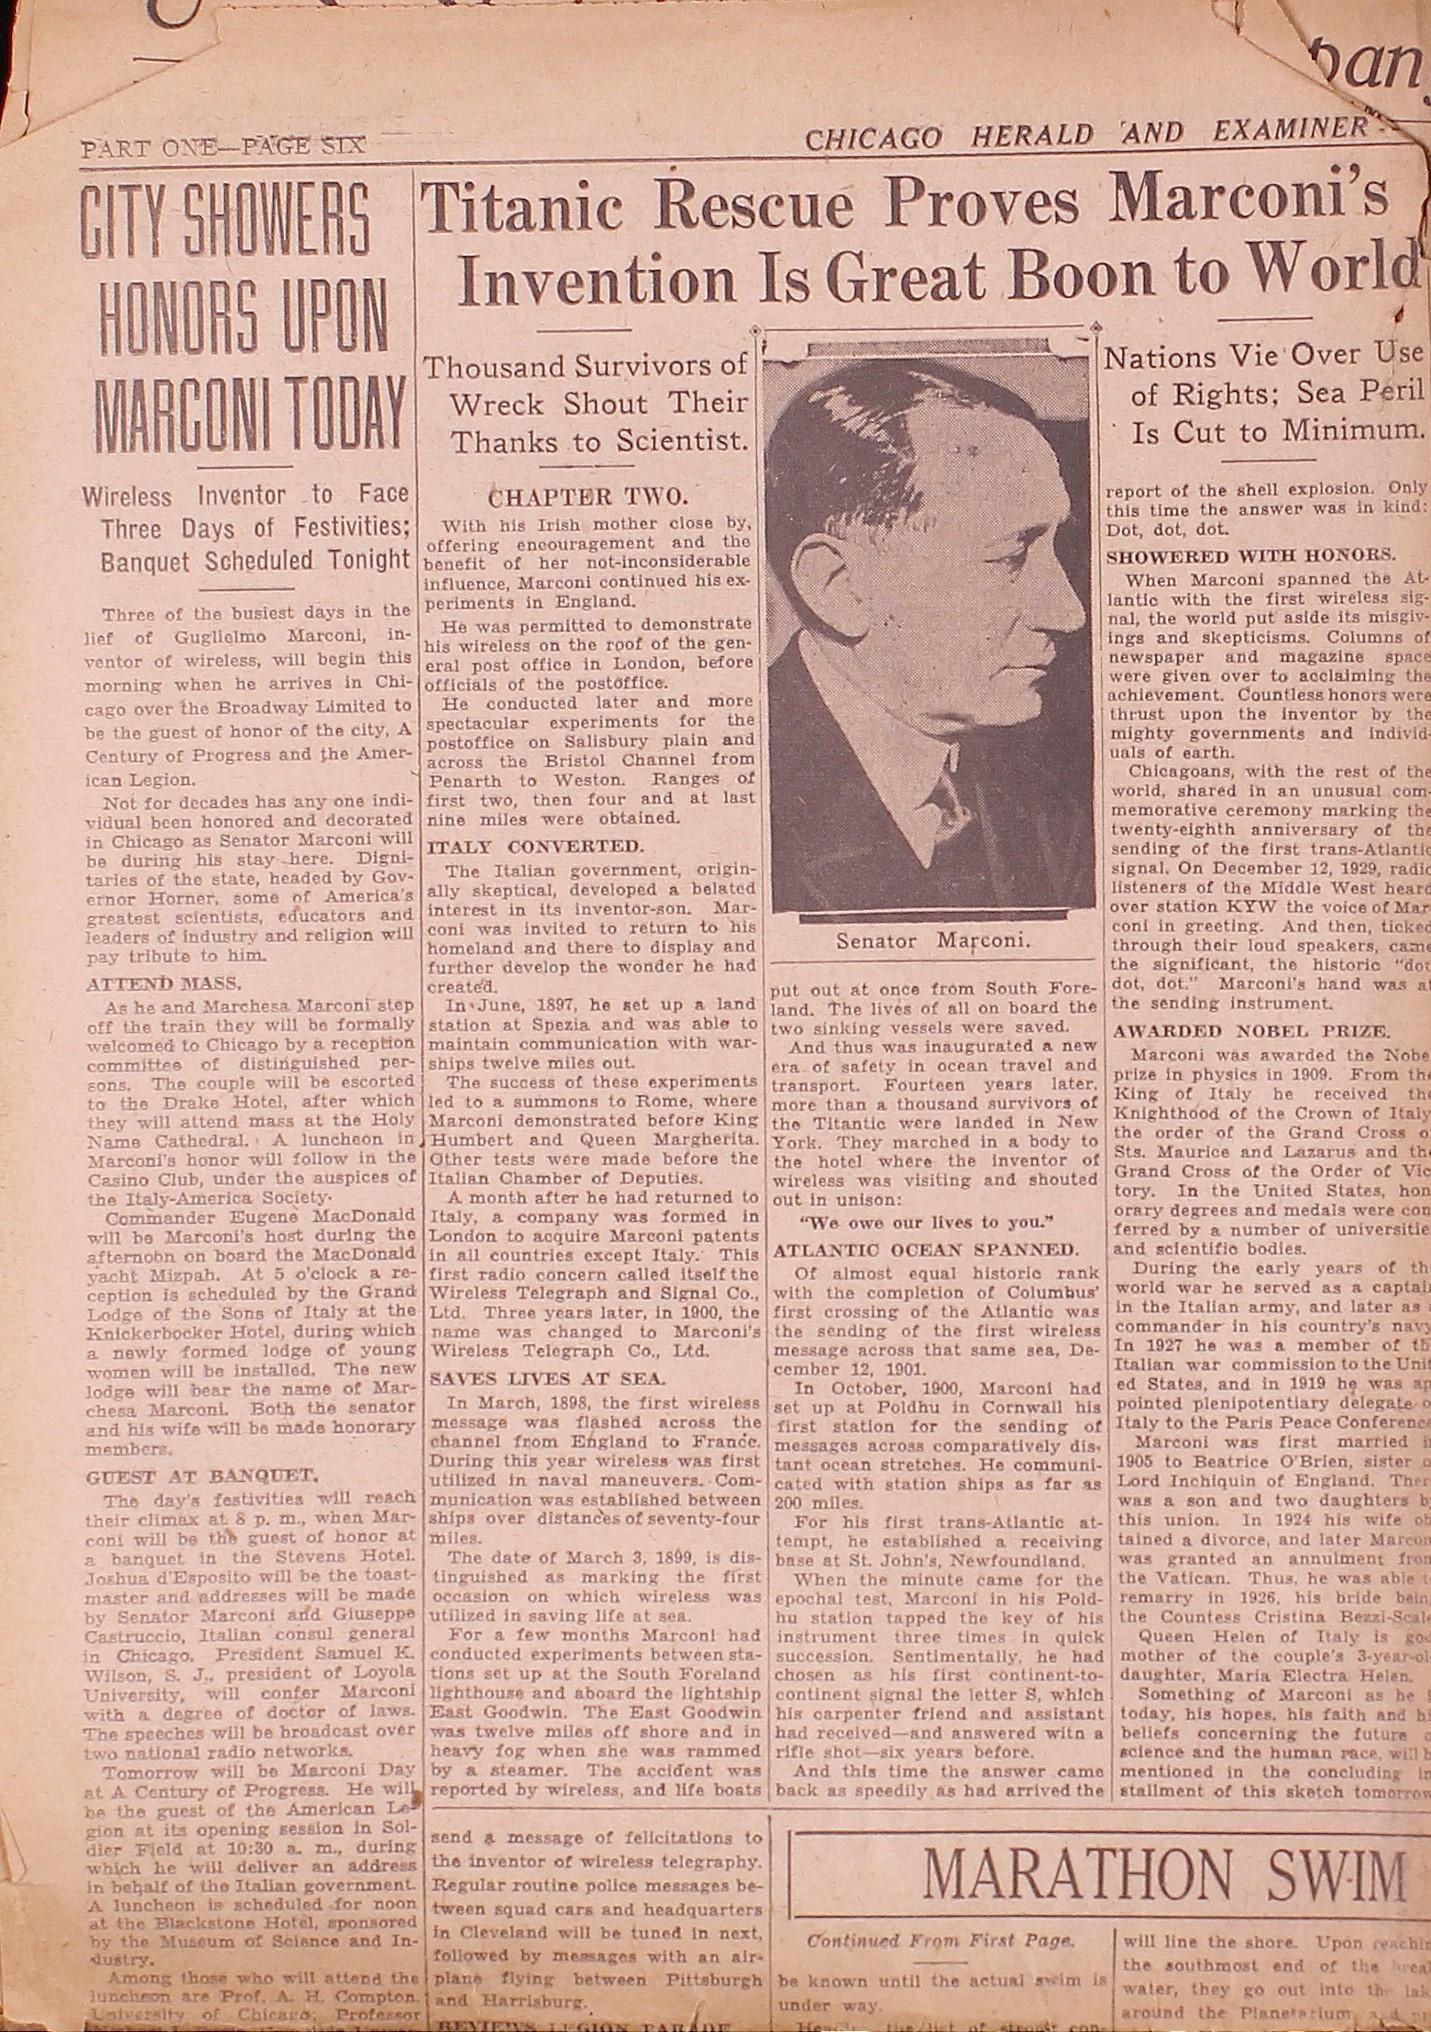 pan
PART ONE—PAGE SIX
CHICAGO HERALD AND EXAMINER
CITY SHOWERS
HONORS UPON
MARCONI TODAY
Wireless Inventor to Face
Three Days of Festivities;
Banquet Scheduled Tonight
Three of the busiest days in the
lief of Guglielmo Marconi, in-
ventor of wireless, will begin this
morning when he arrives in Chi-
cago over the Broadway Limited to
be the guest of honor of the city, A
Century of Progress and the Amer-
ican Legion.
Not for decades has any one indi-
vidual been honored and decorated
in Chicago as Senator Marconi will
be during his stay here. Digni-
taries of the state, headed by Gov-
ernor Horner, some of America's
greatest scientists, educators and
leaders of industry and religion will
pay tribute to him.
ATTEND MASS.
As he and Marchesa Marconi step
off the train they will be formally
welcomed to Chicago by a reception
committee of distinguished per-
sons. The couple will be escorted
to the Drake Hotel, after which
they will attend mass at the Holy
Name Cathedral. A luncheon in
Marconi's honor will follow in the
Casino Club, under the auspices of
the Italy-America Society.
Commander Eugene MacDonald
will be Marconi's host during the
afternoon on board the MacDonald
yacht Mizpah. At 5 o'clock a re-
ception is scheduled by the Grand
Lodge of the Sons of Italy at the
Knickerbocker Hotel, during which
a newly formed lodge of young
women will be installed. The new
lodge will bear the name of Mar-
chesa Marconi. Both the senator
and his wife will be made honorary
members.
GUEST AT BANQUET.
The day's festivities will reach
their climax at 8 p. m., when Mar-
coni will be the guest of honor at
a banquet in the Stevens Hotel.
Joshua d'Esposito will be the toast-
master and addresses will be made
by Senator Marconi and Giuseppe
Castruccio, Italian consul general
in Chicago. President Samuel K.
Wilson, S. J., president of Loyola
University, will confer Marconi
with a degree of doctor of laws.
The speeches will be broadcast over
two national radio networks.
Tomorrow will be Marconi Day
at A Century of Progress. He will
be the guest of the American Le-
gion at its opening session in Sol-
dier Field at 10:30 a. m., during
which he will deliver an address
in behalf of the Italian government.
A luncheon is scheduled for noon
at the Blackstone Hotel, sponsored
by the Museum of Science and In-
dustry.
Among those who will attend the
luncheon are Prof. A. H. Compton,
University of Chicago; Professor
Titanic Rescue Proves Marconi's
Invention Is Great Boon to World
Thousand Survivors of
Wreck Shout Their
Thanks to Scientist.
CHAPTER TWO.
With his Irish mother close by,
offering encouragement and the
benefit of her not-inconsiderable
influence, Marconi continued his ex-
periments in England.
He was permitted to demonstrate
his wireless on the roof of the gen-
eral post office in London, before
officials of the postoffice.
He conducted later and more
spectacular experiments for the
postoffice on Salisbury plain and
across the Bristol Channel from
Penarth to Weston. Ranges of
first two, then four and at last
nine miles were obtained.
ITALY CONVERTED.
The Italian government, origin-
ally skeptical, developed a belated
interest in its inventor-son. Mar-
coni was invited to return to his
homeland and there to display and
further develop the wonder he had
created.
In June, 1897, he set up a land
station at Spezia and was able to
maintain communication with war-
ships twelve miles out.
The success of these experiments
led to a summons to Rome, where
Marconi demonstrated before King
Humbert and Queen Margherita.
Other tests were made before the
Italian Chamber of Deputies.
A month after he had returned to
Italy, a company was formed in
London to acquire Marconi patents
in all countries except Italy. This
first radio concern called itself the
Wireless Telegraph and Signal Co.,
Ltd. Three years later, in 1900, the
name was changed to Marconi's
Wireless Telegraph Co., Ltd.
SAVES LIVES AT SEA.
In March, 1898, the first wireless
message was flashed across the
channel from England to France.
During this year wireless was first
utilized in naval maneuvers. Com-
munication was established between
ships over distances of seventy-four
miles.
The date of March 3, 1899, is dis-
tinguished as marking the first
occasion on which wireless was
utilized in saving life at sea.
For a few months Marconi had
conducted experiments between sta-
tions set up at the South Foreland
lighthouse and aboard the lightship
East Goodwin. The East Goodwin
was twelve miles off shore and in
heavy fog when she was rammed
by a steamer. The accident was
reported by wireless, and life boats
Senator Marconi.
put out at once from South Fore-
land. The lives of all on board the
two sinking vessels were saved.
And thus was inaugurated a new
era of safety in ocean travel and
transport. Fourteen years later,
more than a thousand survivors of
the Titantic were landed in New
York. They marched in a body to
the hotel where the inventor of
wireless was visiting and shouted
out in unison:
"We owe our lives to you."
ATLANTIC OCEAN SPANNED.
Of almost equal historic rank
with the completion of Columbus'
first crossing of the Atlantic was
the sending of the first wireless
message across that same sea, De-
cember 12, 1901.
In October, 1900, Marconi had
set up at Poldhu in Cornwall his
first station for the sending of
messages across comparatively dis-
tant ocean stretches. He communi-
cated with station ships as far as
200 miles.
For his first trans-Atlantic at-
tempt, he established a receiving
base at St. John's, Newfoundland.
When the minute came for the
epochal test, Marconi in his Pold-
hu station tapped the key of his
instrument three times in quick
succession. Sentimentally, he had
chosen as his first continent-to-
continent signal the letter S, which
his carpenter friend and assistant
had received—and answered with a
rifle shot—six years before.
And this time the answer came
back as speedily as had arrived the
Nations Vie Over Use
of Rights; Sea Peril
Is Cut to Minimum.
report of the shell explosion. Only
this time the answer was in kind:
Dot, dot, dot.
SHOWERED WITH HONORS.
When Marconi spanned the At-
lantic with the first wireless sig-
nal, the world put aside its misgiv-
ings and skepticisms. Columns of
newspaper and magazine space
were given over to acclaiming the
achievement. Countless honors were
thrust upon the inventor by the
mighty governments and individ-
uals of earth.
Chicagoans, with the rest of the
world, shared in an unusual com-
memorative ceremony marking the
twenty-eighth anniversary of the
sending of the first trans-Atlantic
signal. On December 12, 1929, radio
listeners of the Middle West heard
over station KYW the voice of Mar-
coni in greeting. And then, ticked
through their loud speakers, came
the significant, the historic "dot
dot, dot." Marconi's hand was at
the sending instrument.
AWARDED NOBEL PRIZE.
Marconi was awarded the Nobe
prize in physics in 1909. From the
King of Italy he received the
Knighthood of the Crown of Italy
the order of the Grand Cross o
Sts. Maurice and Lazarus and the
Grand Cross of the Order of Vic
tory. In the United States, hon
orary degrees and medals were con
ferred by a number of universitie
and scientific bodies.
During the early years of th
world war he served as a captai
in the Italian army, and later as
commander in his country's navy
In 1927 he was a member of th
Italian war commission to the Unit
ed States, and in 1919 he was ap
pointed plenipotentiary delegate o
Italy to the Paris Peace Conference
Marconi was first married i
1905 to Beatrice O'Brien, sister o
Lord Inchiquin of England. Ther
was a son and two daughters b
this union. In 1924 his wife ob
tained a divorce, and later Marcon
was granted an annulment from
the Vatican. Thus, he was able t
remarry in 1926, his bride bein
the Countess Cristina Bezzi-Scale
Queen Helen of Italy is god
mother of the couple's 3-year-ol
daughter, Maria Electra Helen.
Something of Marconi as he i
today, his hopes, his faith and hi
beliefs concerning the future o
science and the human race, will b
mentioned in the concluding in
stallment of this sketch tomorrow
send a message of felicitations to
the inventor of wireless telegraphy.
Regular routine police messages be-
tween squad cars and headquarters
in Cleveland will be tuned in next,
followed by messages with an air-
plane flying between Pittsburgh
and Harrisburg.
REVIEWS LEGION PARADE
MARATHON SWIM
Continued From First Page.
be known until the actual swim is
under way.
will line the shore. Upon reachin
the southmost end of the break
water, they go out into the lak
around the Planetarium